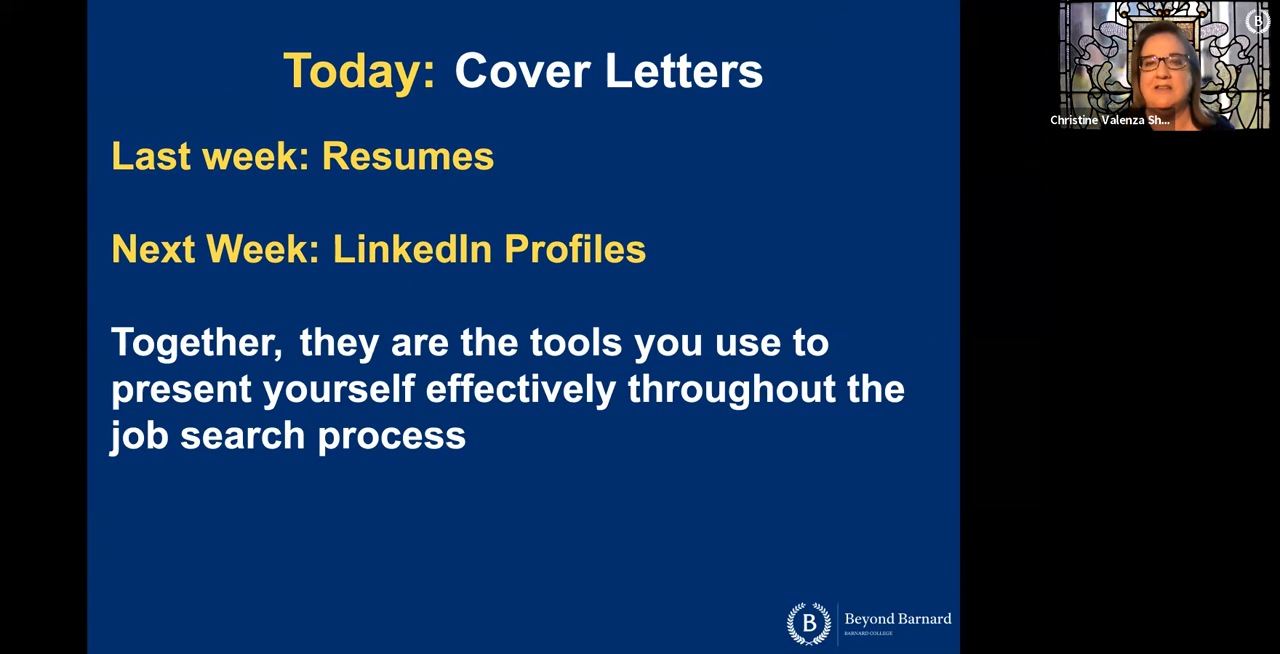 Today: Cover Letters
Last week: Resumes
Next Week: LinkedIn Profiles
Together, they are the tools you use to
present yourself effectively throughout the
job search process
B
Beyond Barnard
BARNARD COLLEGE
B
Christine Valenza Sh...